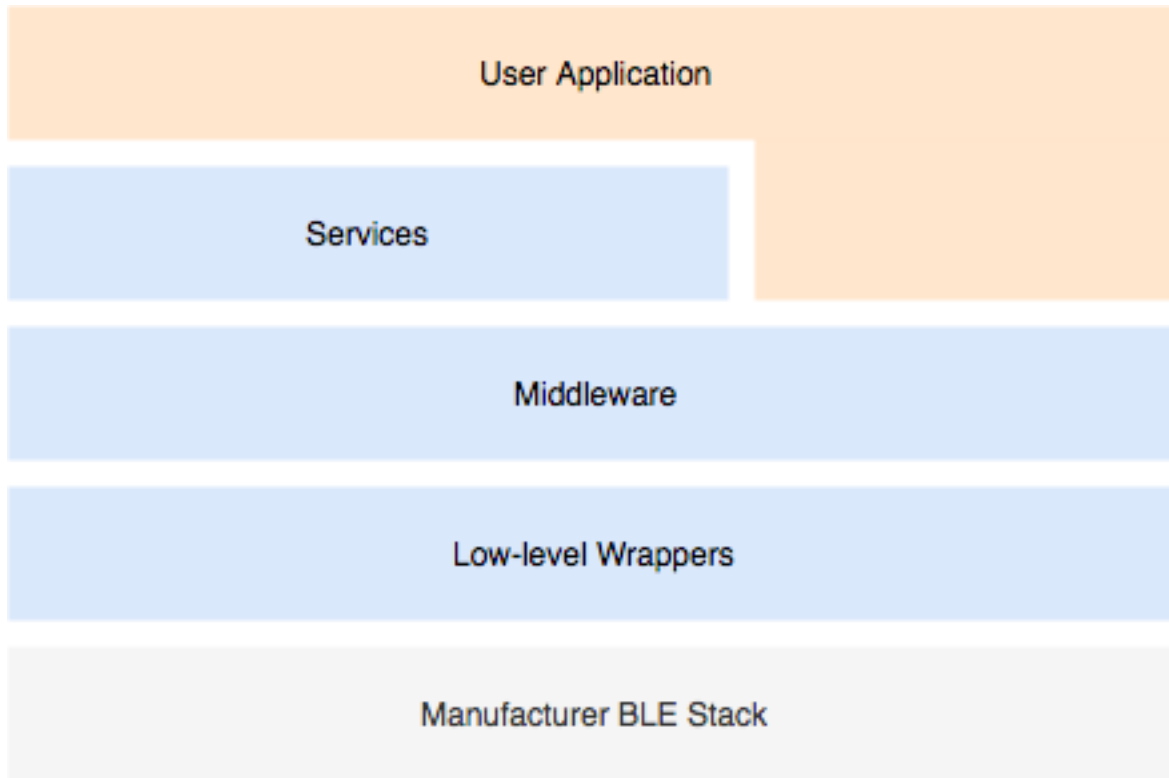 User Application
Services
Middleware
Low-level Wrappers
Manufacturer BLE Stack